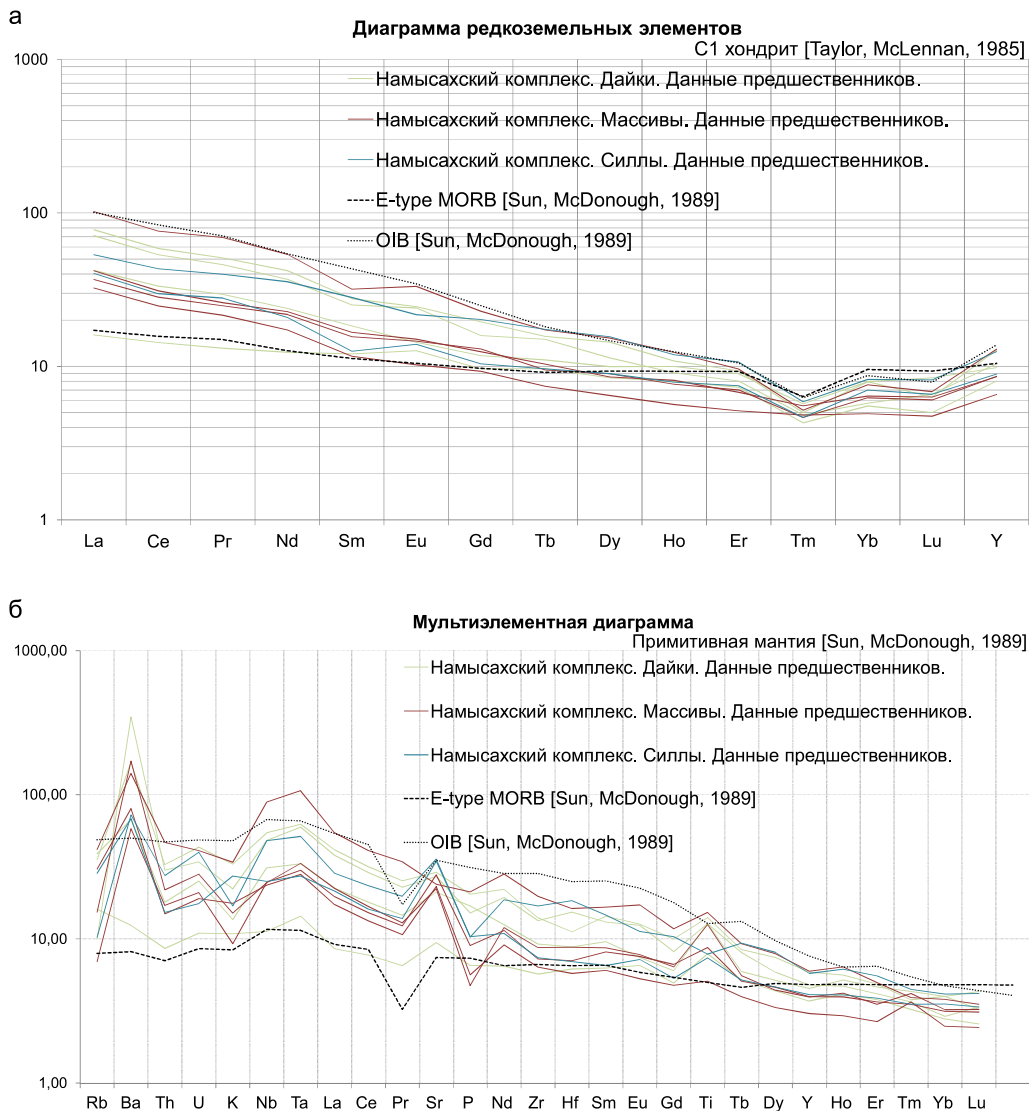 а
Диаграмма редкоземельных элементов
С1 хондрит [Taylor, McLennan, 1985]
1000
Намысахский комплекс. Дайки. Данные предшественников.
Намысахский комплекс. Массивы. Данные предшественников.
Намысахский комплекс. Силлы. Данные предшественников.
E-type MORB [Sun, McDonough, 1989]
100
OIB [Sun, McDonough, 1989]
10
1
La Ce Pr Nd Sm Eu Gd Tb Dy Ho Er Tm Yb Lu Y
б
Мультиэлементная диаграмма
Примитивная мантия [Sun, McDonough, 1989]
1000,00
Намысахский комплекс. Дайки. Данные предшественников.
Намысахский комплекс. Массивы. Данные предшественников.
Намысахский комплекс. Силлы. Данные предшественников.
100,00
E-type MORB [Sun, McDonough, 1989]
OIB [Sun, McDonough, 1989]
10,00
1,00
Rb Ba Th U K Nb Ta La Ce Pr Sr P Nd Zr Hf Sm Eu Gd Ti Tb Dy Y Ho Er Tm Yb Lu